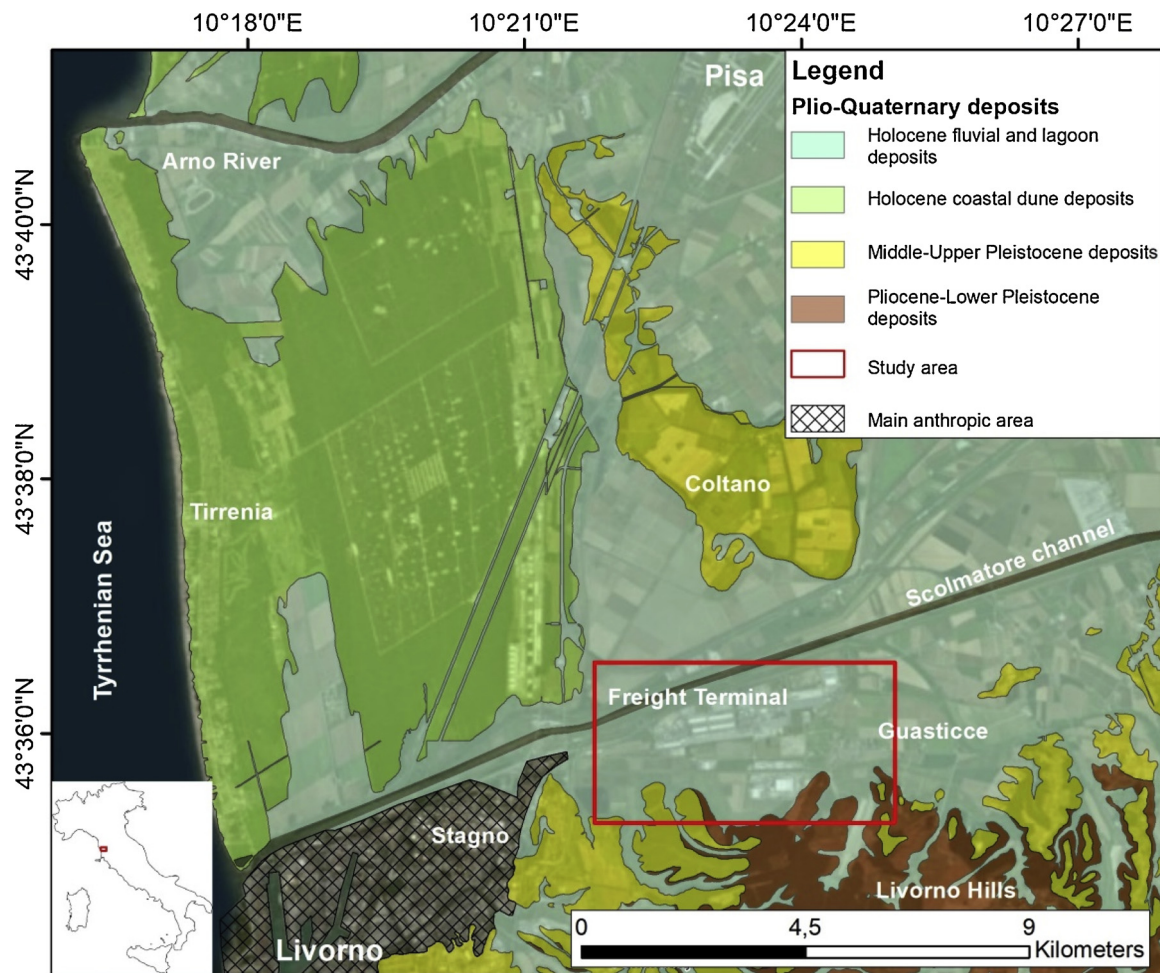 10°18'0"E
10°21'0"E
10°24'0"E
10°27'0"E
Pisa
Legend
Plio-Quaternary deposits
Holocene fluvial and lagoon
deposits
Holocene coastal dune deposits
Middle-Upper Pleistocene deposits
Pliocene-Lower Pleistocene
deposits
Study area
Main anthropic area
Arno River
43°40'0"N
43°38'0"N
43°36'0"N
Coltano
Tirrenia
Tyrrhenian Sea
Scolmatore channel
Freight Terminal
Guasticce
Stagno
Livorno Hills
Livorno
0
4,5
9
Kilometers